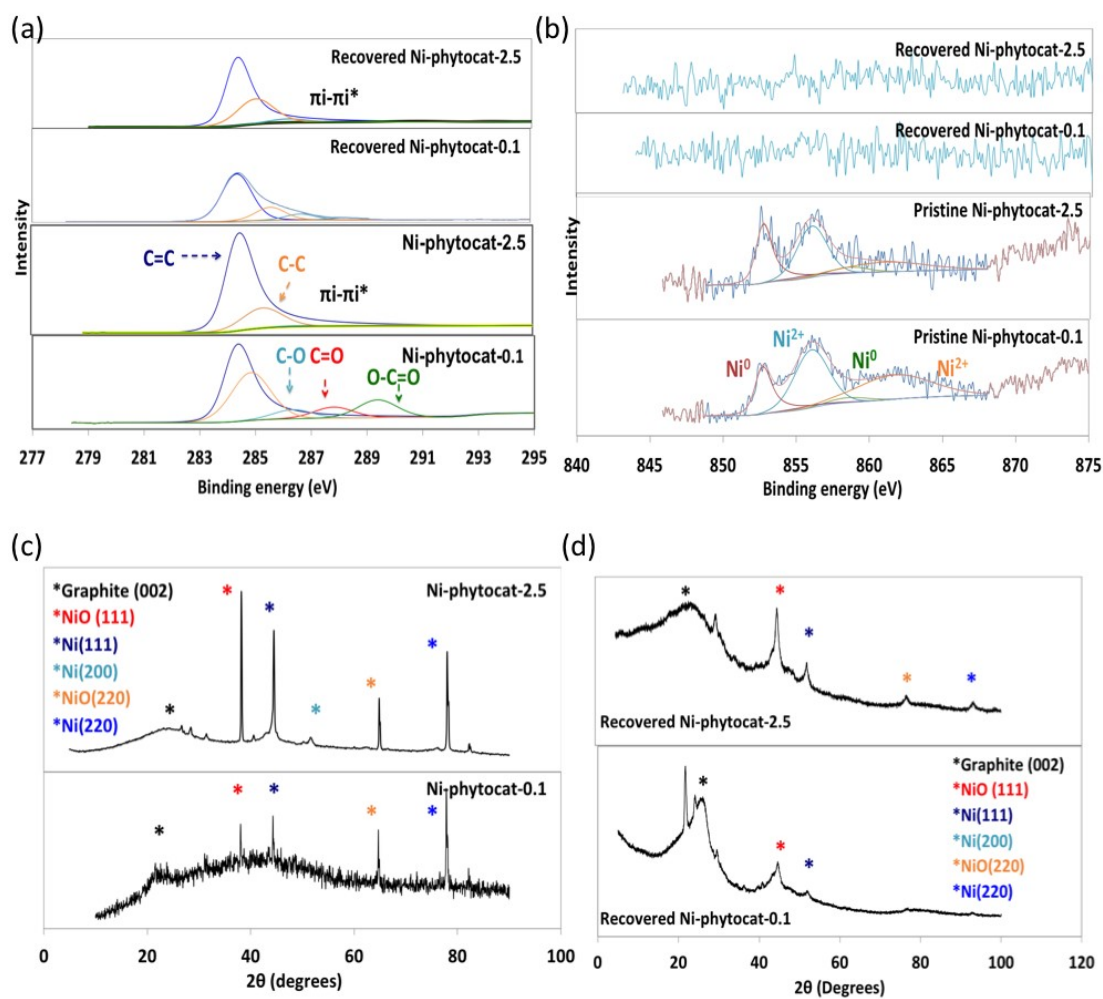 (a)
Recovered Ni-phytocat-2.5
πi-πi*
Recovered Ni-phytocat-0.1
Ni-phytocat-2.5
C=C
C-C
πi-πi*
Ni-phytocat-0.1
C-O C=O
O-C=O
Intensity
277 279 281 283 285 287 289 291 293 295
Binding energy (eV)
(b)
Recovered Ni-phytocat-2.5
Recovered Ni-phytocat-0.1
Pristine Ni-phytocat-2.5
Pristine Ni-phytocat-0.1
Ni²⁺
Ni⁰ Ni⁰ Ni²⁺
Intensity
840 845 850 855 860 865 870 875
Binding energy (eV)
(c)
*Graphite (002)
*NiO (111)
*Ni(111)
*Ni(200)
*NiO(220)
*Ni(220)
Ni-phytocat-2.5
* * * * * *
Ni-phytocat-0.1
* * * * *
0 20 40 60 80 100
2θ (degrees)
(d)
* * * * *
Recovered Ni-phytocat-2.5
*Graphite (002)
*NiO (111)
*Ni(111)
*Ni(200)
*NiO(220)
*Ni(220)
* * *
Recovered Ni-phytocat-0.1
0 20 40 60 80 100 120
2θ (Degrees)